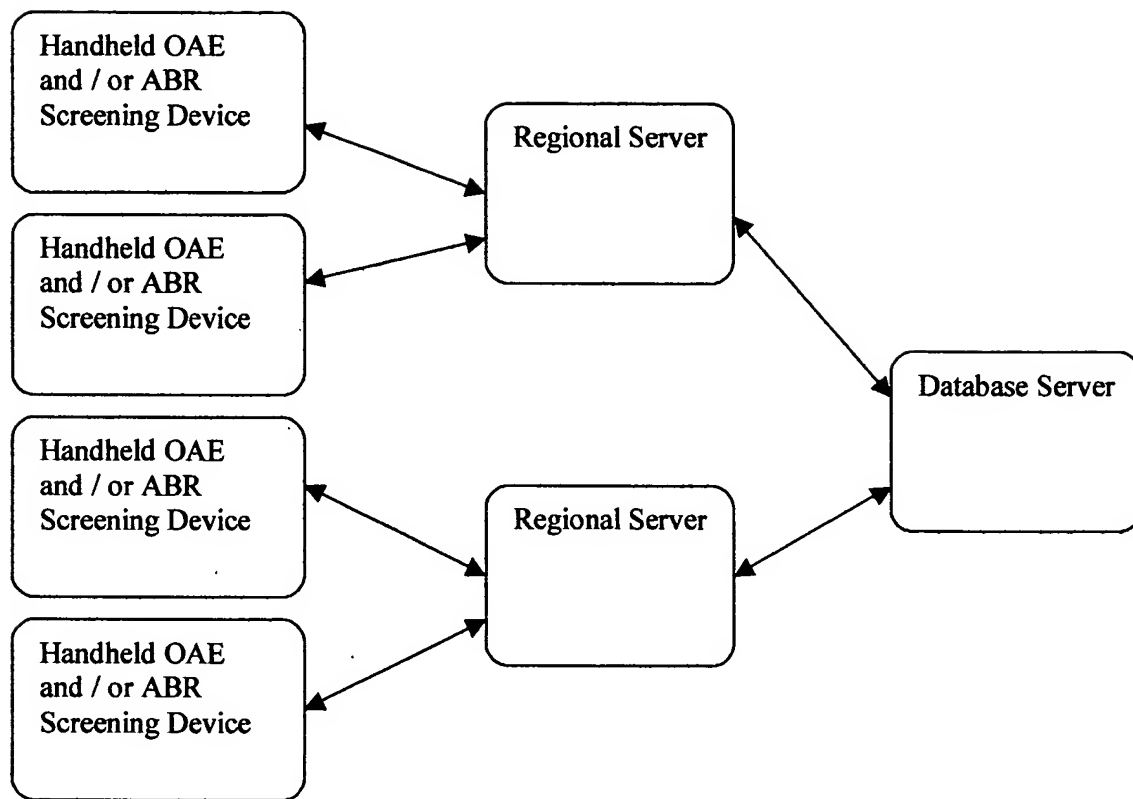 Handheld OAE
and / or ABR
Screening Device
Regional Server
Handheld OAE
and / or ABR
Screening Device
Database Server
Handheld OAE
and / or ABR
Screening Device
Regional Server
Handheld OAE
and / or ABR
Screening Device